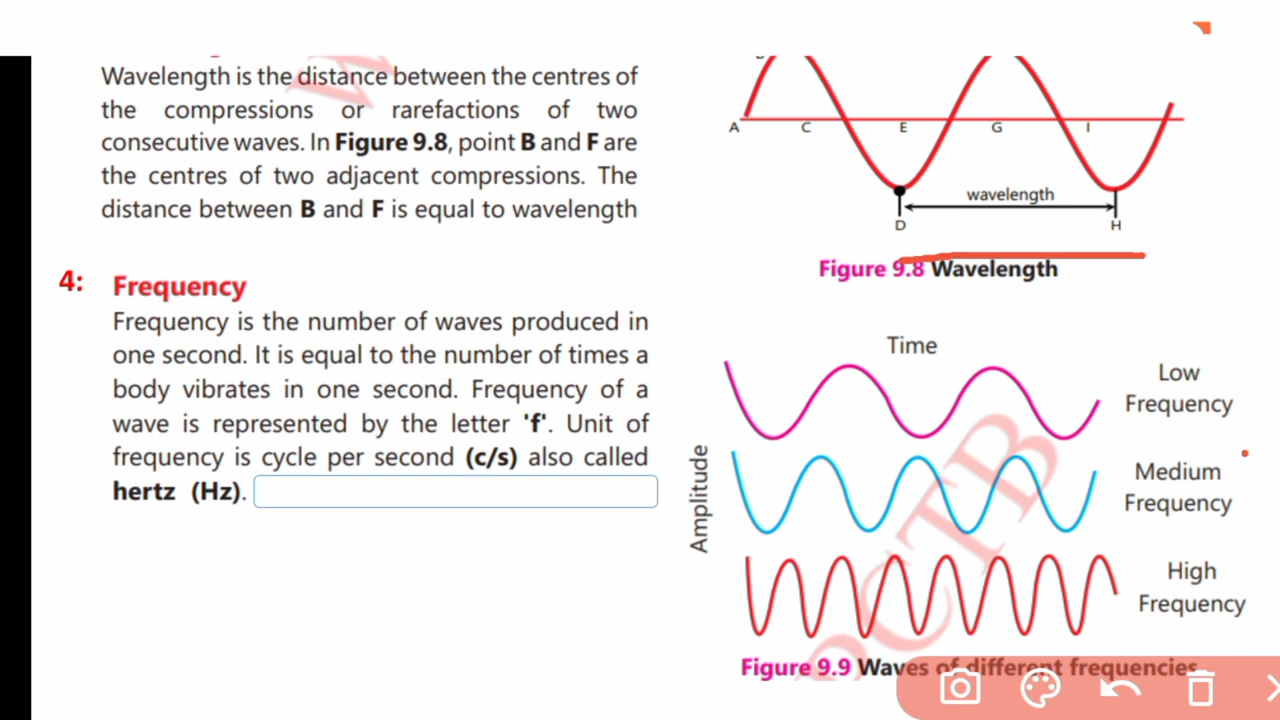 Wavelength is the distance between the centres of
the compressions or rarefactions of two
consecutive waves. In Figure 9.8, point B and F are
the centres of two adjacent compressions. The
distance between B and F is equal to wavelength
4: Frequency
Frequency is the number of waves produced in
one second. It is equal to the number of times a
body vibrates in one second. Frequency of a
wave is represented by the letter 'f'. Unit of
frequency is cycle per second (c/s) also called
hertz (Hz).
A C E G I
wavelength
D H
Figure 9.8 Wavelength
Time
Low
Frequency
Amplitude
Medium
Frequency
High
Frequency
Figure 9.9 Waves of different frequencies
PCTB